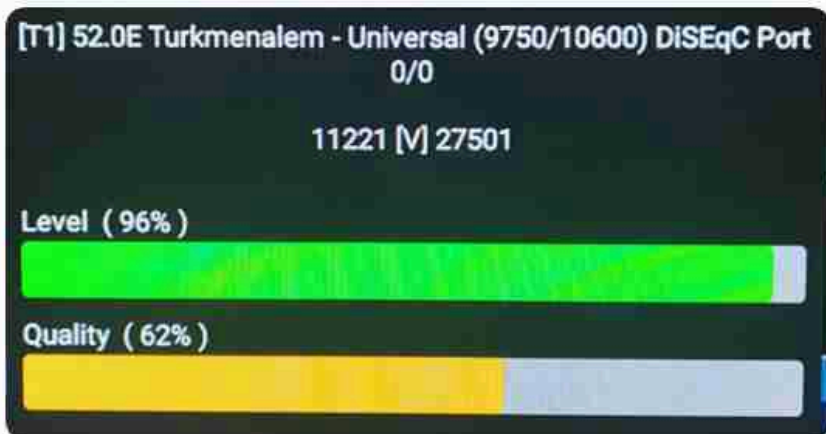 [T1] 52.0E Turkmenalem - Universal (9750/10600) DiSEqC Port
0/0
11221 [V] 27501
Level ( 96% )
Quality ( 62% )